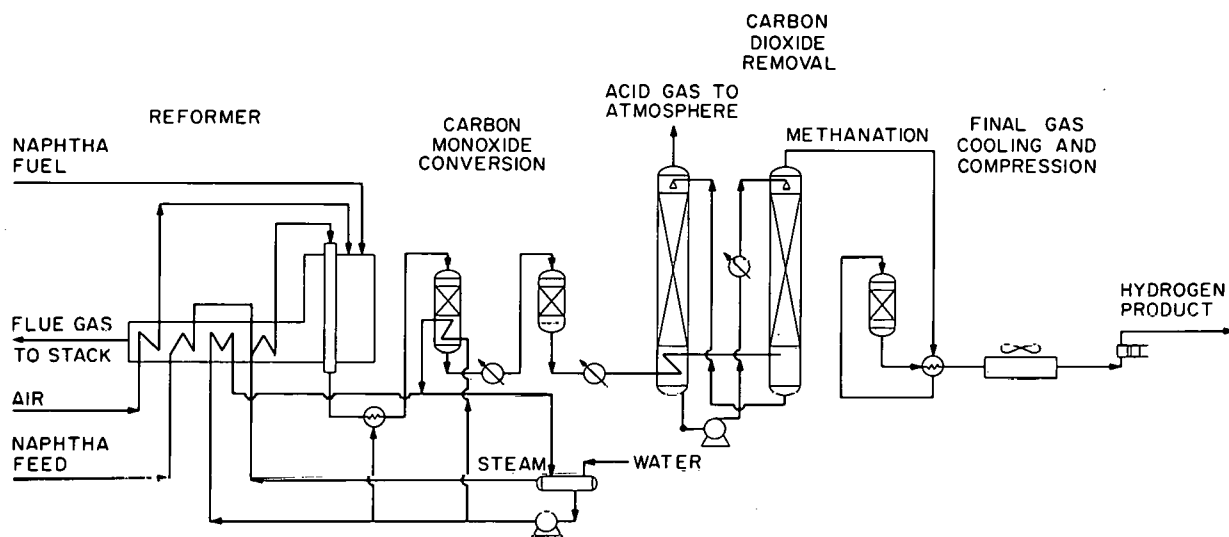 CARBON
DIOXIDE
REMOVAL
ACID GAS TO
ATMOSPHERE
REFORMER
CARBON
MONOXIDE
CONVERSION
METHANATION
FINAL GAS
COOLING AND
COMPRESSION
NAPHTHA
FUEL
HYDROGEN
PRODUCT
FLUE GAS
TO STACK
AIR
NAPHTHA
FEED
STEAM
WATER